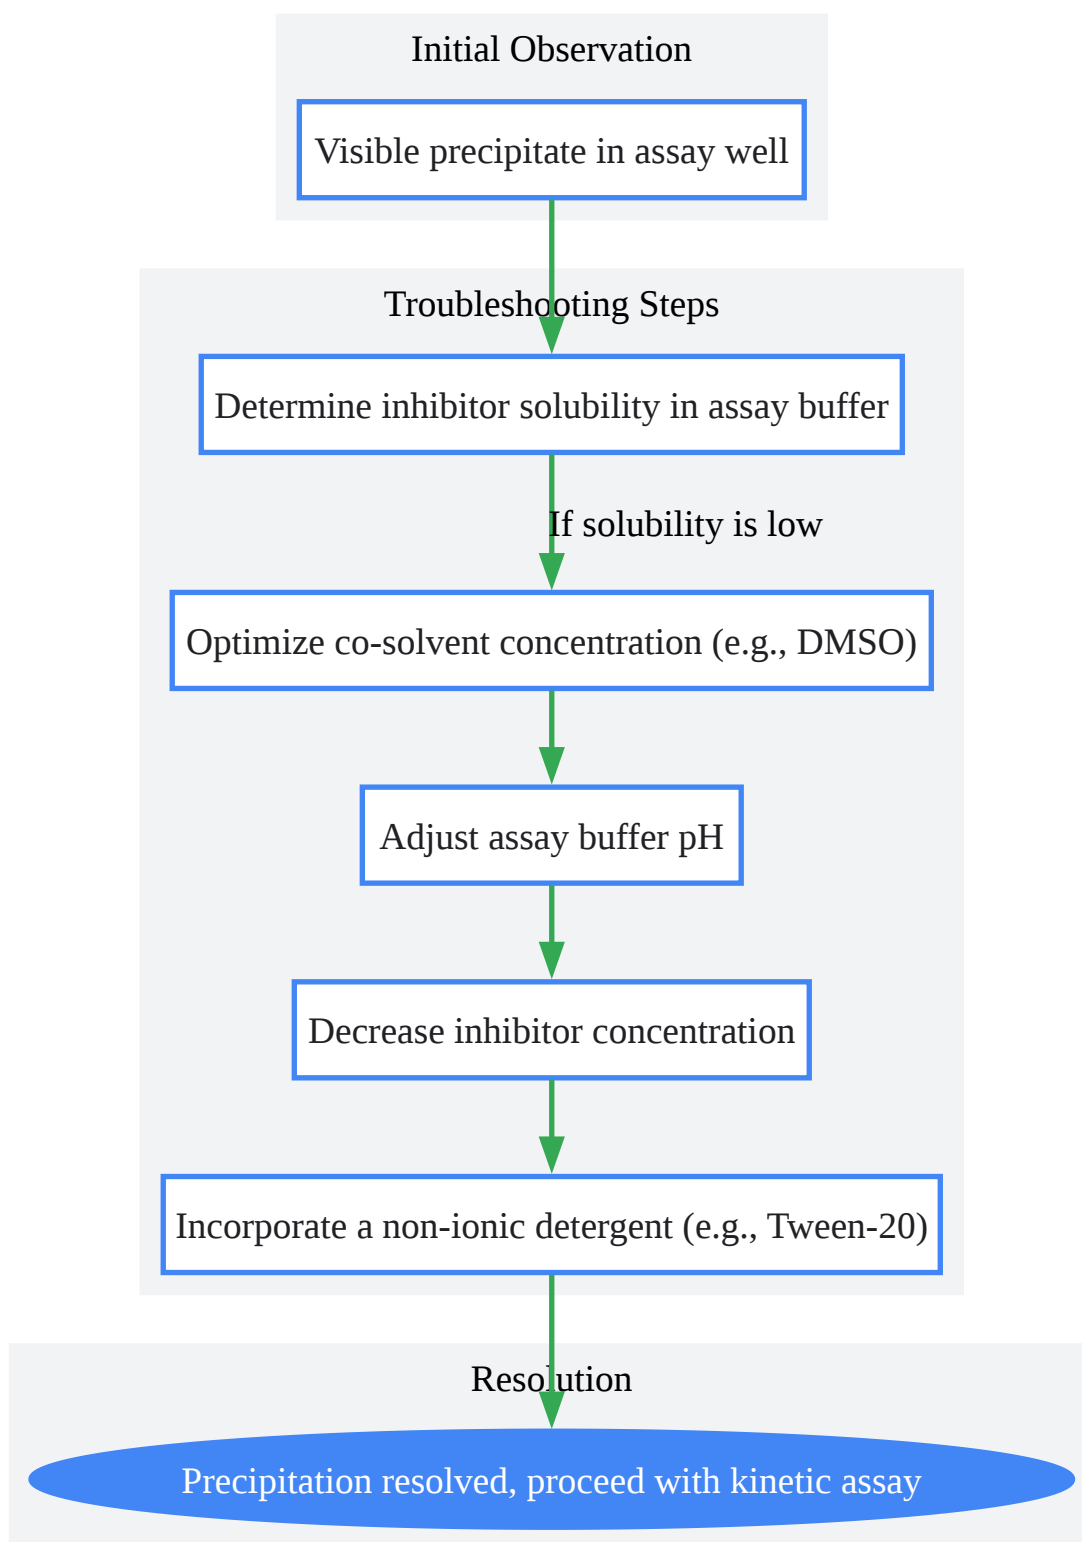 Initial Observation
Visible precipitate in assay well
Troubleshooting Steps
Determine inhibitor solubility in assay buffer
If solubility is low
Optimize co-solvent concentration (e.g., DMSO)
Adjust assay buffer pH
Decrease inhibitor concentration
Incorporate a non-ionic detergent (e.g., Tween-20)
Resolution
Precipitation resolved, proceed with kinetic assay